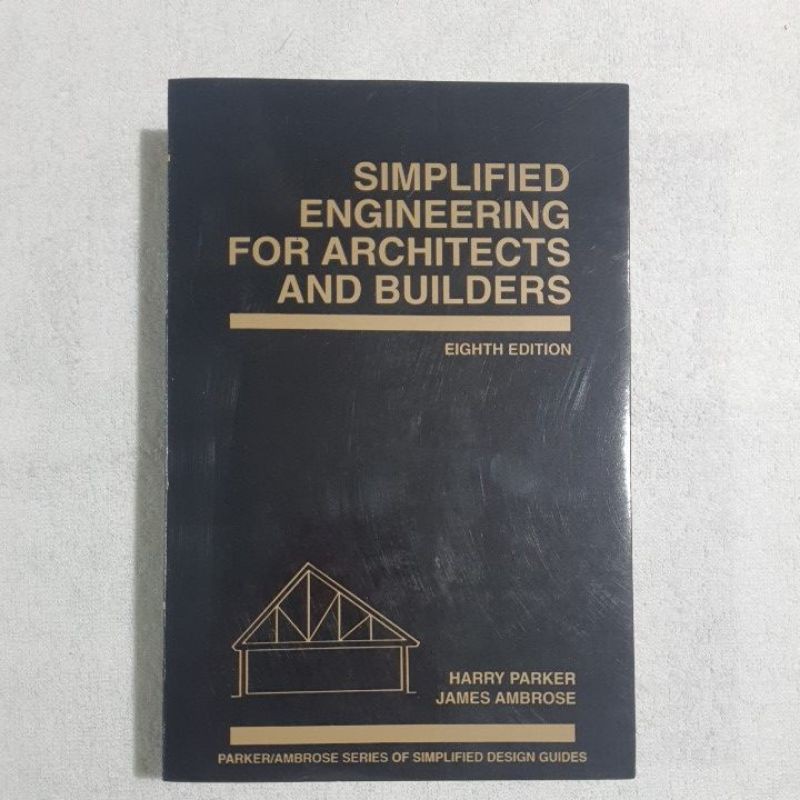 SIMPLIFIED
ENGINEERING
FOR ARCHITECTS
AND BUILDERS
EIGHTH EDITION
HARRY PARKER
JAMES AMBROSE
PARKER/AMBROSE SERIES OF SIMPLIFIED DESIGN GUIDES